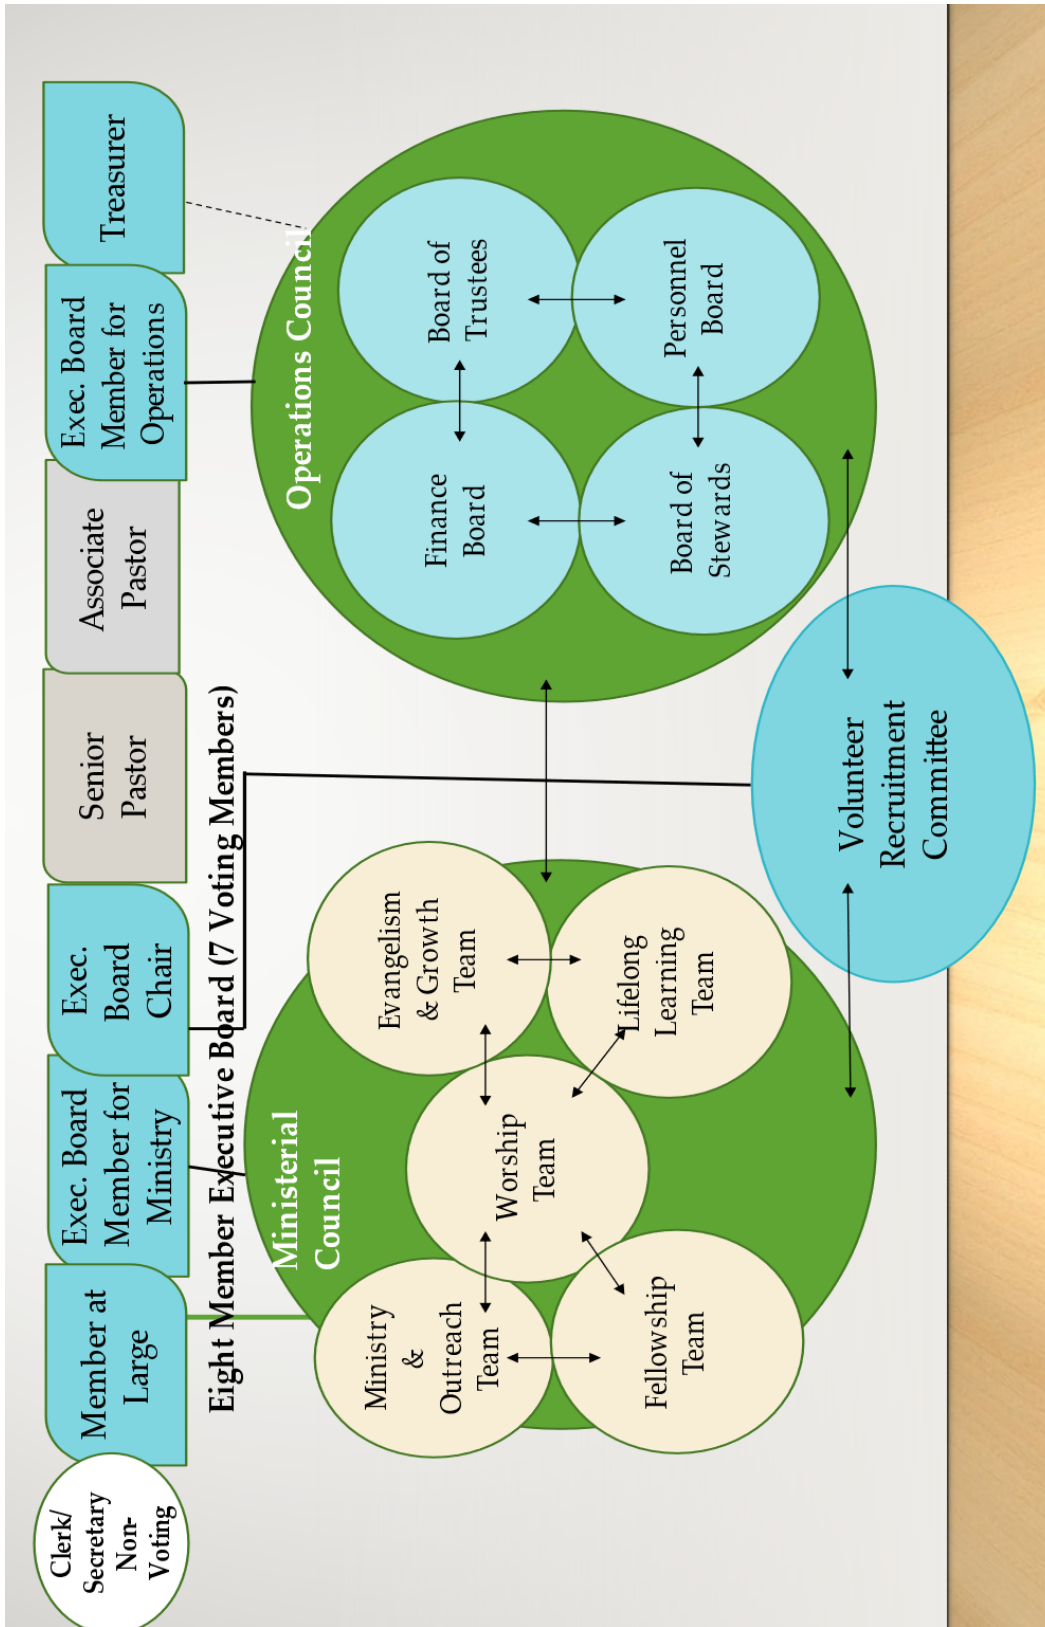 Clerk/
Secretary
Non-
Voting
Member at
Large
Exec. Board
Member for
Ministry
Exec.
Board
Chair
Senior
Pastor
Associate
Pastor
Exec. Board
Member for
Operations
Treasurer
Eight Member Executive Board (7 Voting Members)
Ministerial
Council
Ministry
&
Outreach
Team
Evangelism
& Growth
Team
Worship
Team
Fellowship
Team
Lifelong
Learning
Team
Operations Council
Finance
Board
Board of
Trustees
Board of
Stewards
Personnel
Board
Volunteer
Recruitment
Committee